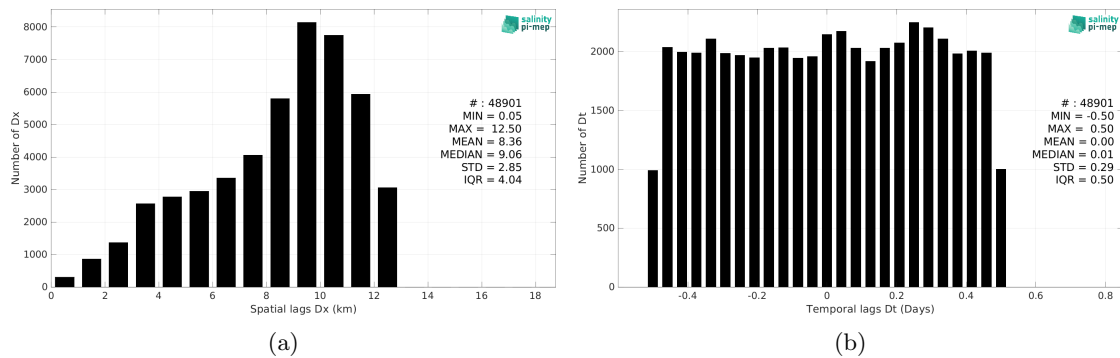 8000
7000
6000
5000
4000
3000
2000
1000
0
Number of Dx
0 2 4 6 8 10 12 14 16 18
Spatial lags Dx (km)
salinity
pi-mep
# : 48901
MIN = 0.05
MAX = 12.50
MEAN = 8.36
MEDIAN = 9.06
STD = 2.85
IQR = 4.04
(a)
2000
1500
1000
500
0
Number of Dt
-0.4 -0.2 0 0.2 0.4 0.6 0.8
Temporal lags Dt (Days)
salinity
pi-mep
# : 48901
MIN = -0.50
MAX = 0.50
MEAN = 0.00
MEDIAN = 0.01
STD = 0.29
IQR = 0.50
(b)